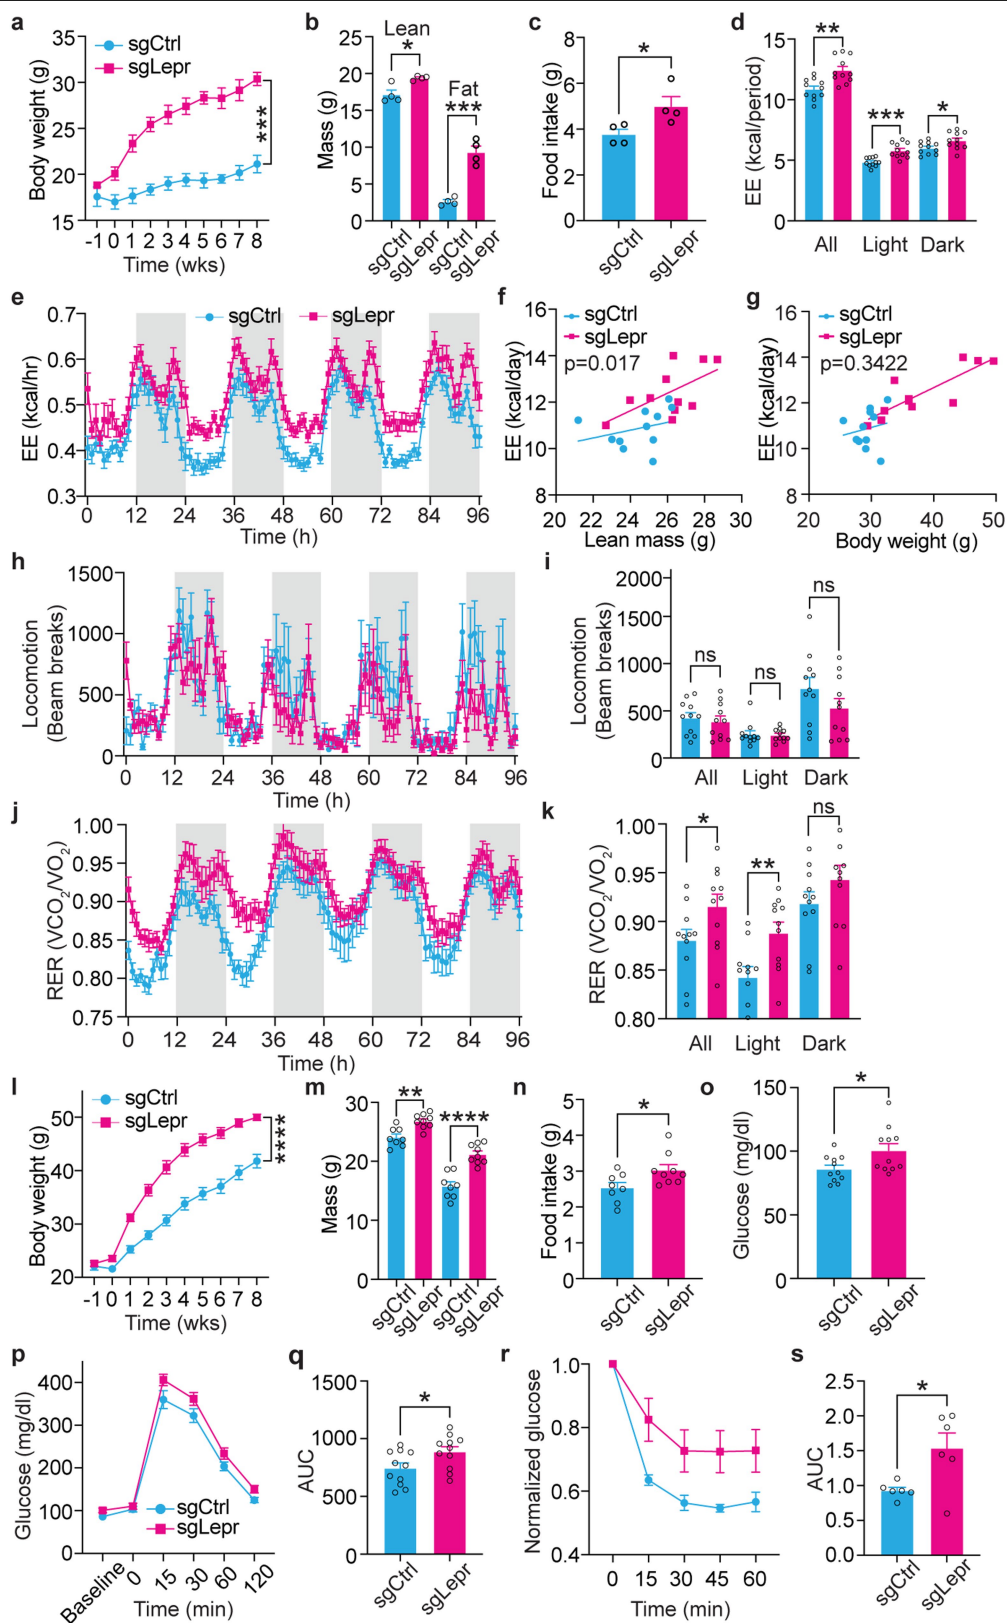 a
Body weight (g)
35
30
25
20
15
sgCtrl
sgLepr
***
-1 0 1 2 3 4 5 6 7 8
Time (wks)
b
Mass (g)
25
20
15
10
5
0
Lean
*
Fat
***
sgCtrl
sgLepr
sgCtrl
sgLepr
c
Food intake (g)
8
6
4
2
0
*
sgCtrl
sgLepr
d
EE (kcal/period)
15
10
5
0
**
***
*
All Light Dark
e
EE (kcal/hr)
0.7
0.6
0.5
0.4
0.3
sgCtrl sgLepr
0 12 24 36 48 60 72 84 96
Time (h)
f
EE (kcal/day)
16
14
12
10
8
sgCtrl
sgLepr
p=0.017
20 22 24 26 28 30
Lean mass (g)
g
EE (kcal/day)
16
14
12
10
8
sgCtrl
sgLepr
p=0.3422
20 30 40 50
Body weight (g)
h
Locomotion
(Beam breaks)
1500
1000
500
0
0 12 24 36 48 60 72 84 96
Time (h)
i
Locomotion
(Beam breaks)
2000
1500
1000
500
0
ns
ns
ns
All Light Dark
j
RER (VCO2/VO2)
1.00
0.95
0.90
0.85
0.80
0.75
0 12 24 36 48 60 72 84 96
Time (h)
k
RER (VCO2/VO2)
1.00
0.95
0.90
0.85
0.80
*
**
ns
All Light Dark
l
Body weight (g)
50
40
30
20
sgCtrl
sgLepr
****
-1 0 1 2 3 4 5 6 7 8
Time (wks)
m
Mass (g)
30
20
10
0
**
****
sgCtrl
sgLepr
sgCtrl
sgLepr
n
Food intake (g)
5
4
3
2
1
0
*
sgCtrl
sgLepr
o
Glucose (mg/dl)
150
100
50
0
*
sgCtrl
sgLepr
p
Glucose (mg/dl)
400
300
200
100
0
sgCtrl
sgLepr
Baseline 0 15 30 60 120
Time (min)
q
AUC
1500
1000
500
0
*
sgCtrl
sgLepr
r
Normalized glucose
1.0
0.8
0.6
0.4
0 15 30 45 60
Time (min)
s
AUC
2.5
2.0
1.5
1.0
0.5
0.0
*
sgCtrl
sgLepr